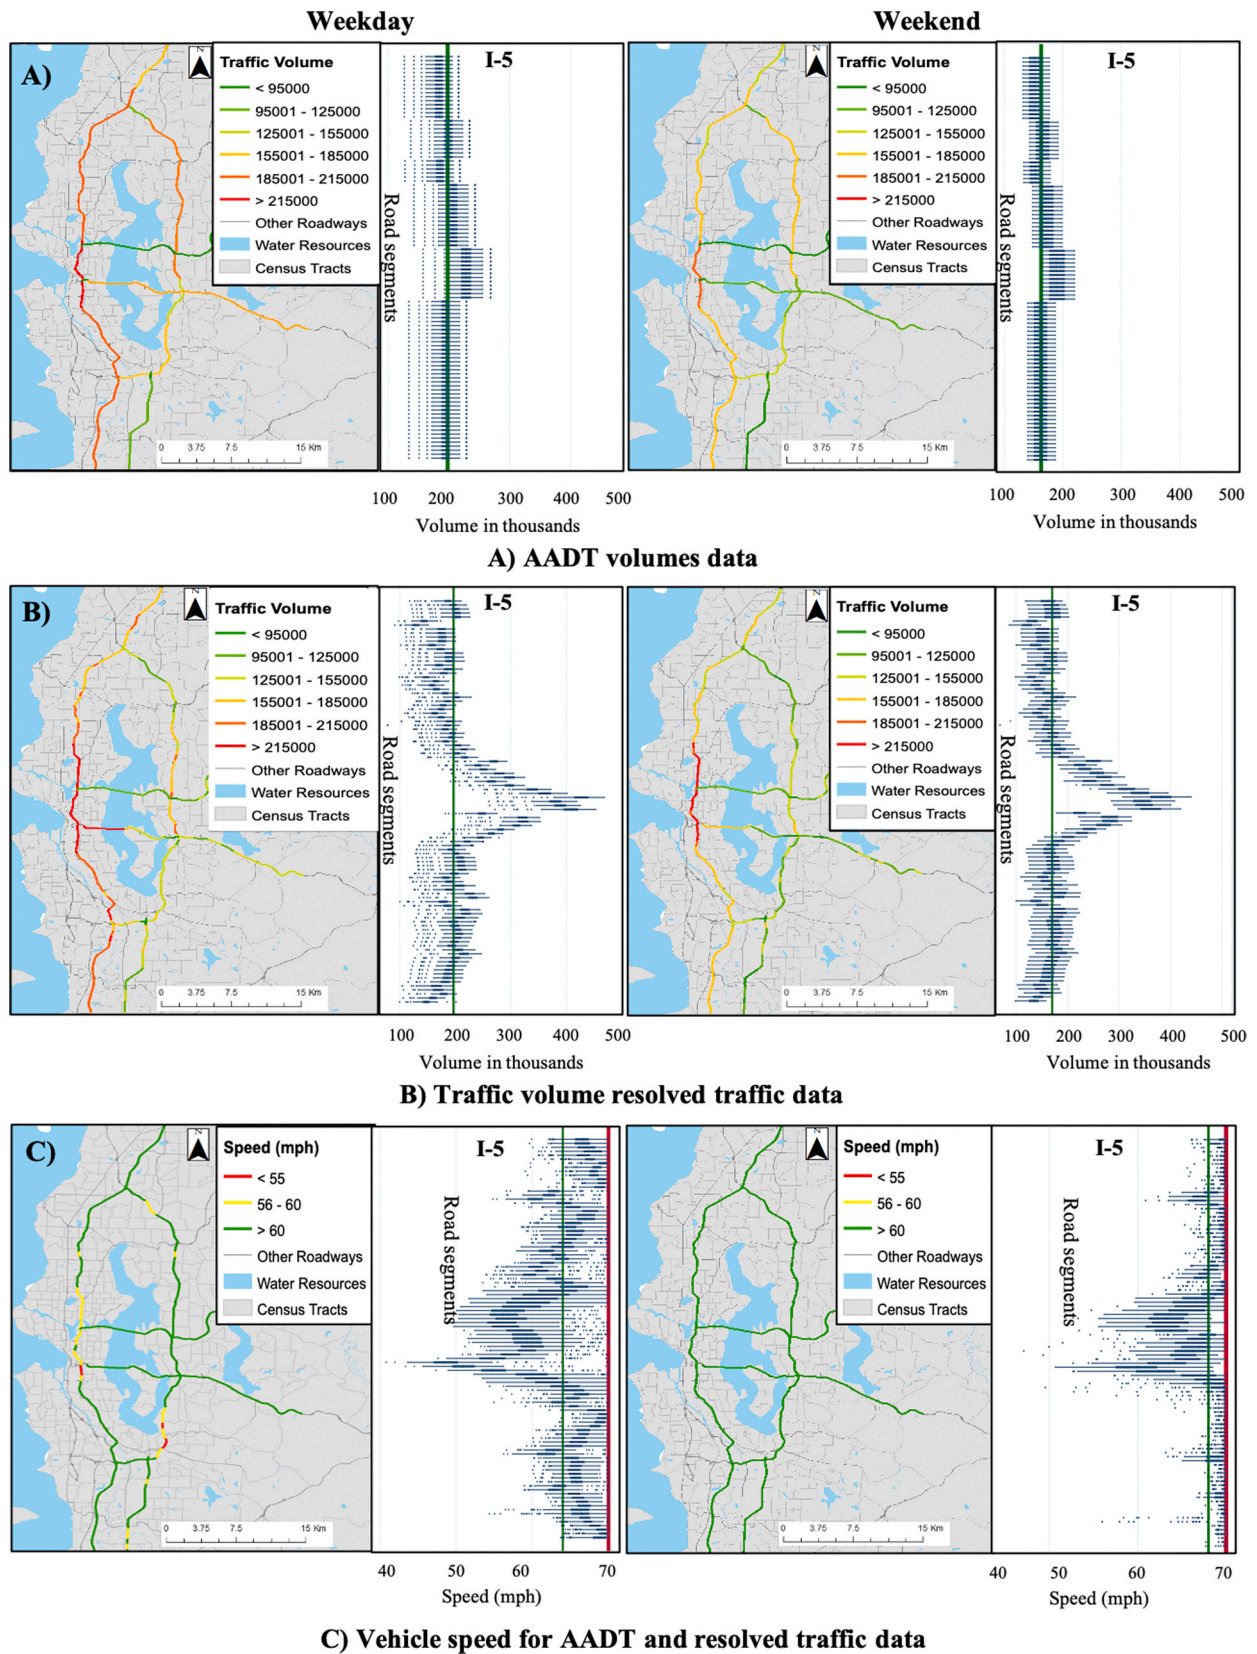 Weekday
Weekend
A)
Traffic Volume
< 95000
95001 - 125000
125001 - 155000
155001 - 185000
185001 - 215000
> 215000
Other Roadways
Water Resources
Census Tracts
0 3.75 7.5 15 Km
I-5
Road segments
100 200 300 400 500
Volume in thousands
Traffic Volume
< 95000
95001 - 125000
125001 - 155000
155001 - 185000
185001 - 215000
> 215000
Other Roadways
Water Resources
Census Tracts
0 3.75 7.5 15 Km
I-5
Road segments
100 200 300 400 500
Volume in thousands
A) AADT volumes data
B)
Traffic Volume
< 95000
95001 - 125000
125001 - 155000
155001 - 185000
185001 - 215000
> 215000
Other Roadways
Water Resources
Census Tracts
0 3.75 7.5 15 Km
I-5
Road segments
100 200 300 400 500
Volume in thousands
Traffic Volume
< 95000
95001 - 125000
125001 - 155000
155001 - 185000
185001 - 215000
> 215000
Other Roadways
Water Resources
Census Tracts
0 3.75 7.5 15 Km
I-5
Road segments
100 200 300 400 500
Volume in thousands
B) Traffic volume resolved traffic data
C)
Speed (mph)
< 55
56 - 60
> 60
Other Roadways
Water Resources
Census Tracts
0 3.75 7.5 15 Km
I-5
Road segments
40 50 60 70
Speed (mph)
Speed (mph)
< 55
56 - 60
> 60
Other Roadways
Water Resources
Census Tracts
0 3.75 7.5 15 Km
I-5
Road segments
40 50 60 70
Speed (mph)
C) Vehicle speed for AADT and resolved traffic data